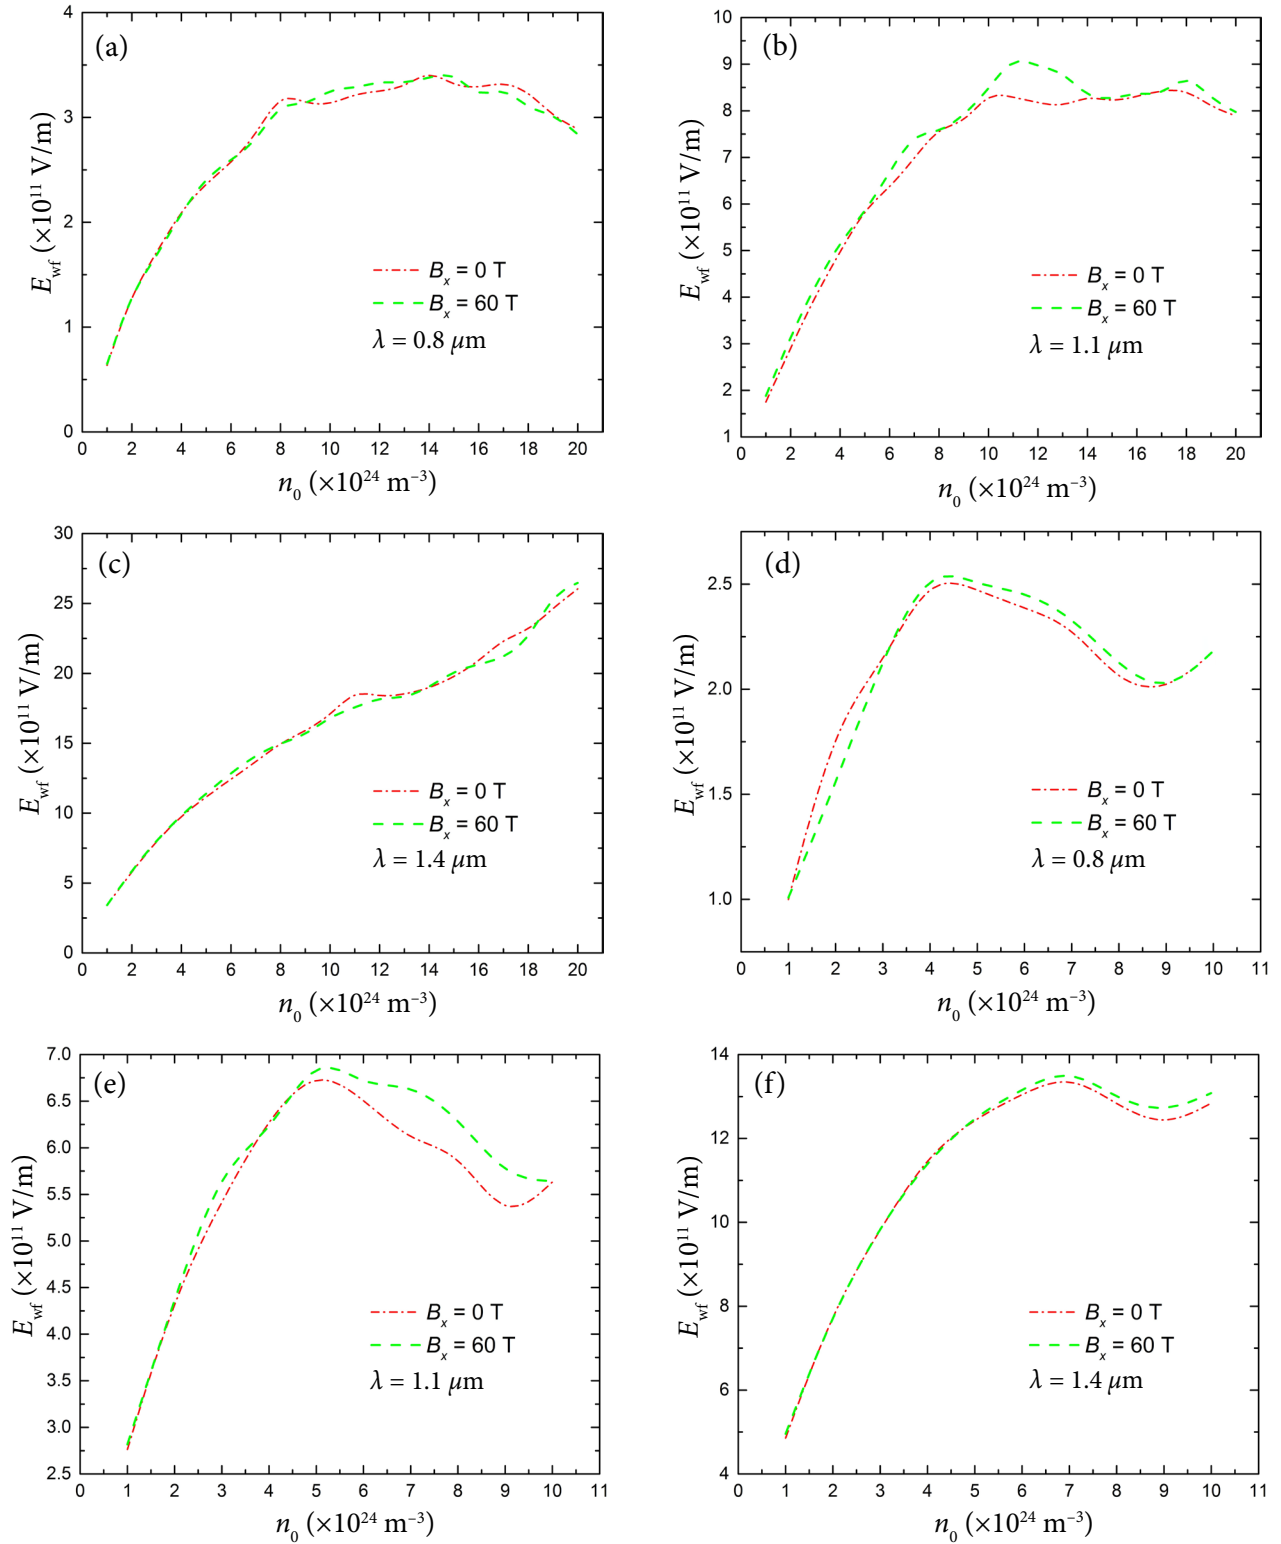 (a)
4
3
2
1
0
0 2 4 6 8 10 12 14 16 18 20
E_wf (×10^11 V/m)
n_0 (×10^24 m^−3)
B_x = 0 T
B_x = 60 T
λ = 0.8 μm
(b)
10
9
8
7
6
5
4
3
2
1
0 2 4 6 8 10 12 14 16 18 20
E_wf (×10^11 V/m)
n_0 (×10^24 m^−3)
B_x = 0 T
B_x = 60 T
λ = 1.1 μm
(c)
30
25
20
15
10
5
0
0 2 4 6 8 10 12 14 16 18 20
E_wf (×10^11 V/m)
n_0 (×10^24 m^−3)
B_x = 0 T
B_x = 60 T
λ = 1.4 μm
(d)
2.5
2.0
1.5
1.0
0 1 2 3 4 5 6 7 8 9 10 11
E_wf (×10^11 V/m)
n_0 (×10^24 m^−3)
B_x = 0 T
B_x = 60 T
λ = 0.8 μm
(e)
7.0
6.5
6.0
5.5
5.0
4.5
4.0
3.5
3.0
2.5
0 1 2 3 4 5 6 7 8 9 10 11
E_wf (×10^11 V/m)
n_0 (×10^24 m^−3)
B_x = 0 T
B_x = 60 T
λ = 1.1 μm
(f)
14
12
10
8
6
4
0 1 2 3 4 5 6 7 8 9 10 11
E_wf (×10^11 V/m)
n_0 (×10^24 m^−3)
B_x = 0 T
B_x = 60 T
λ = 1.4 μm